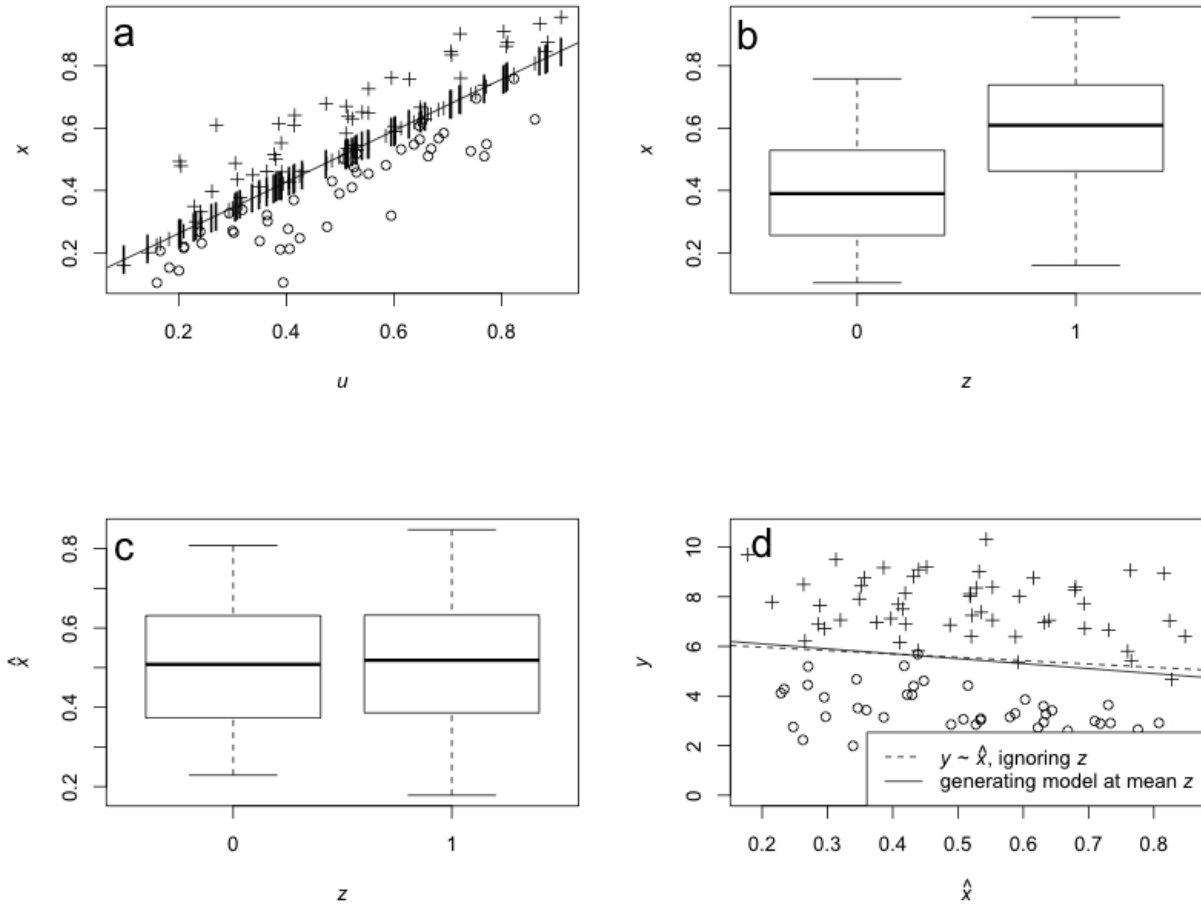 a
x
0.2 0.4 0.6 0.8
0.2 0.4 0.6 0.8
u
b
x
0.2 0.4 0.6 0.8
0 1
z
c
x̂
0.2 0.4 0.6 0.8
0 1
z
d
y
0 2 4 6 8 10
y ~ x̂, ignoring z
generating model at mean z
0.2 0.3 0.4 0.5 0.6 0.7 0.8
x̂